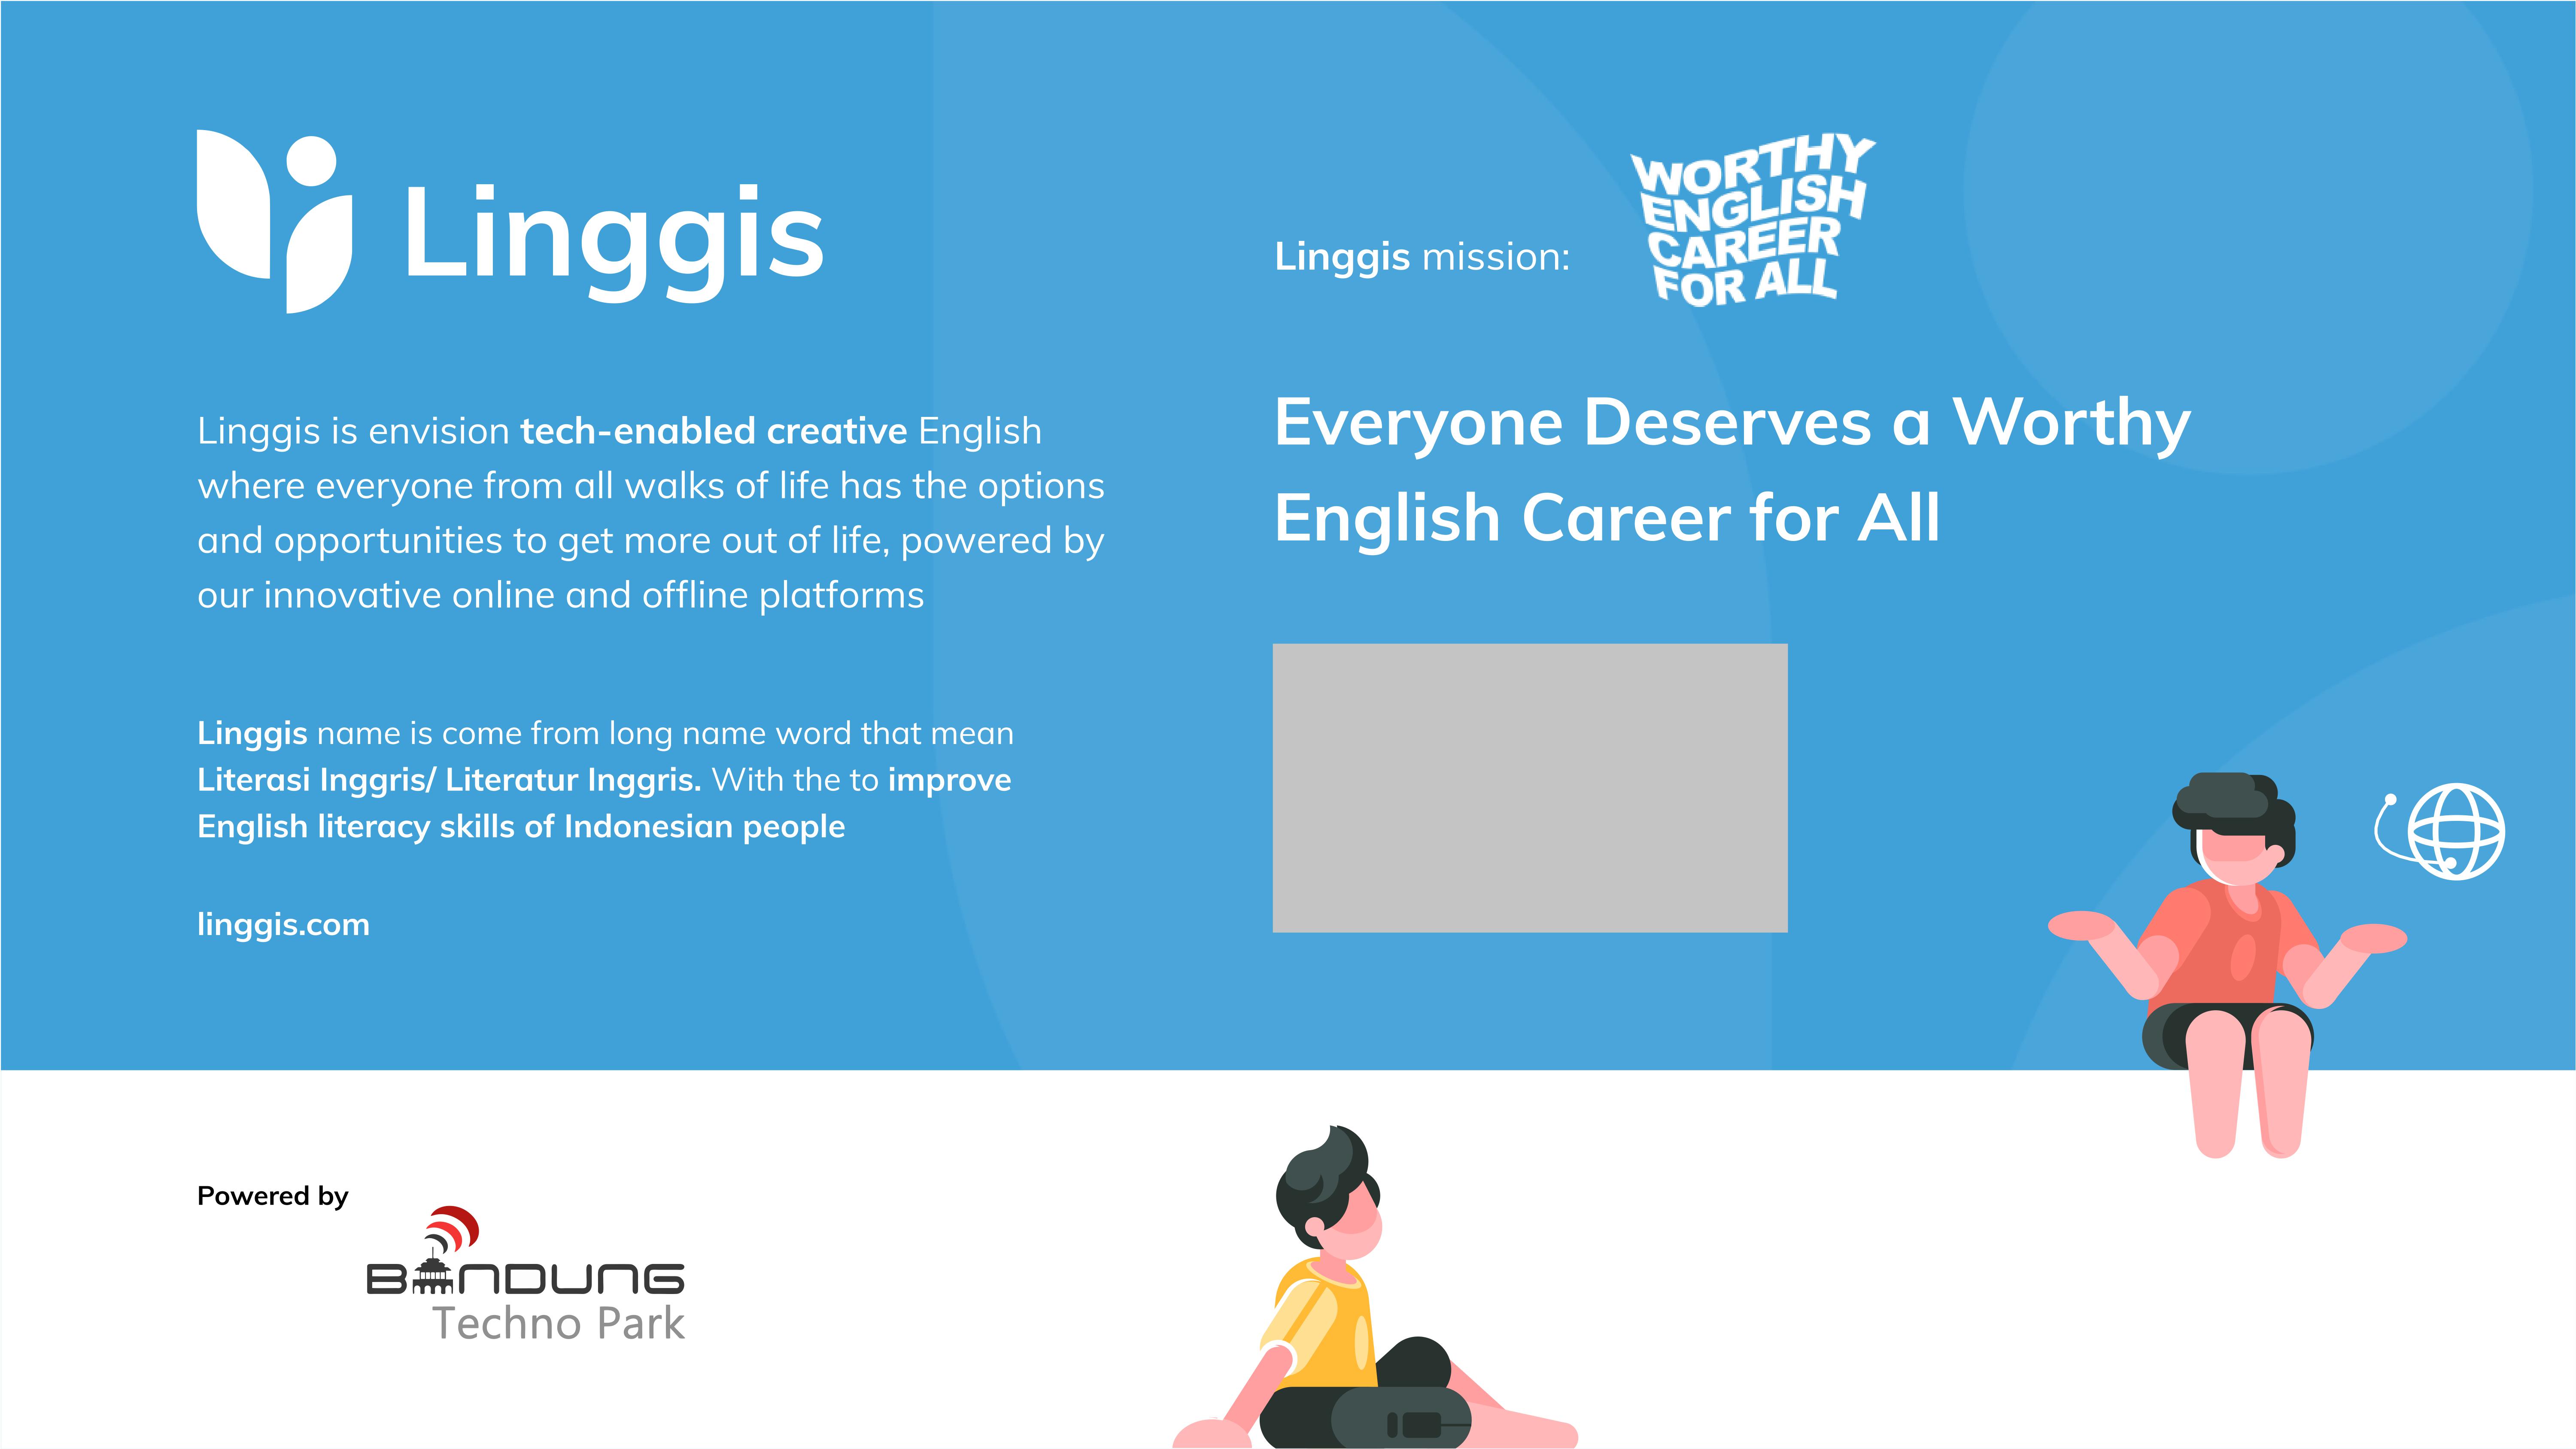 Linggis
Linggis is envision tech-enabled creative English
where everyone from all walks of life has the options
and opportunities to get more out of life, powered by
our innovative online and offline platforms
Linggis name is come from long name word that mean
Literasi Inggris/ Literatur Inggris. With the to improve
English literacy skills of Indonesian people
linggis.com
Linggis mission:
WORTHY
ENGLISH
CAREER
FOR ALL
Everyone Deserves a Worthy
English Career for All
Powered by
BANDUNG
Techno Park